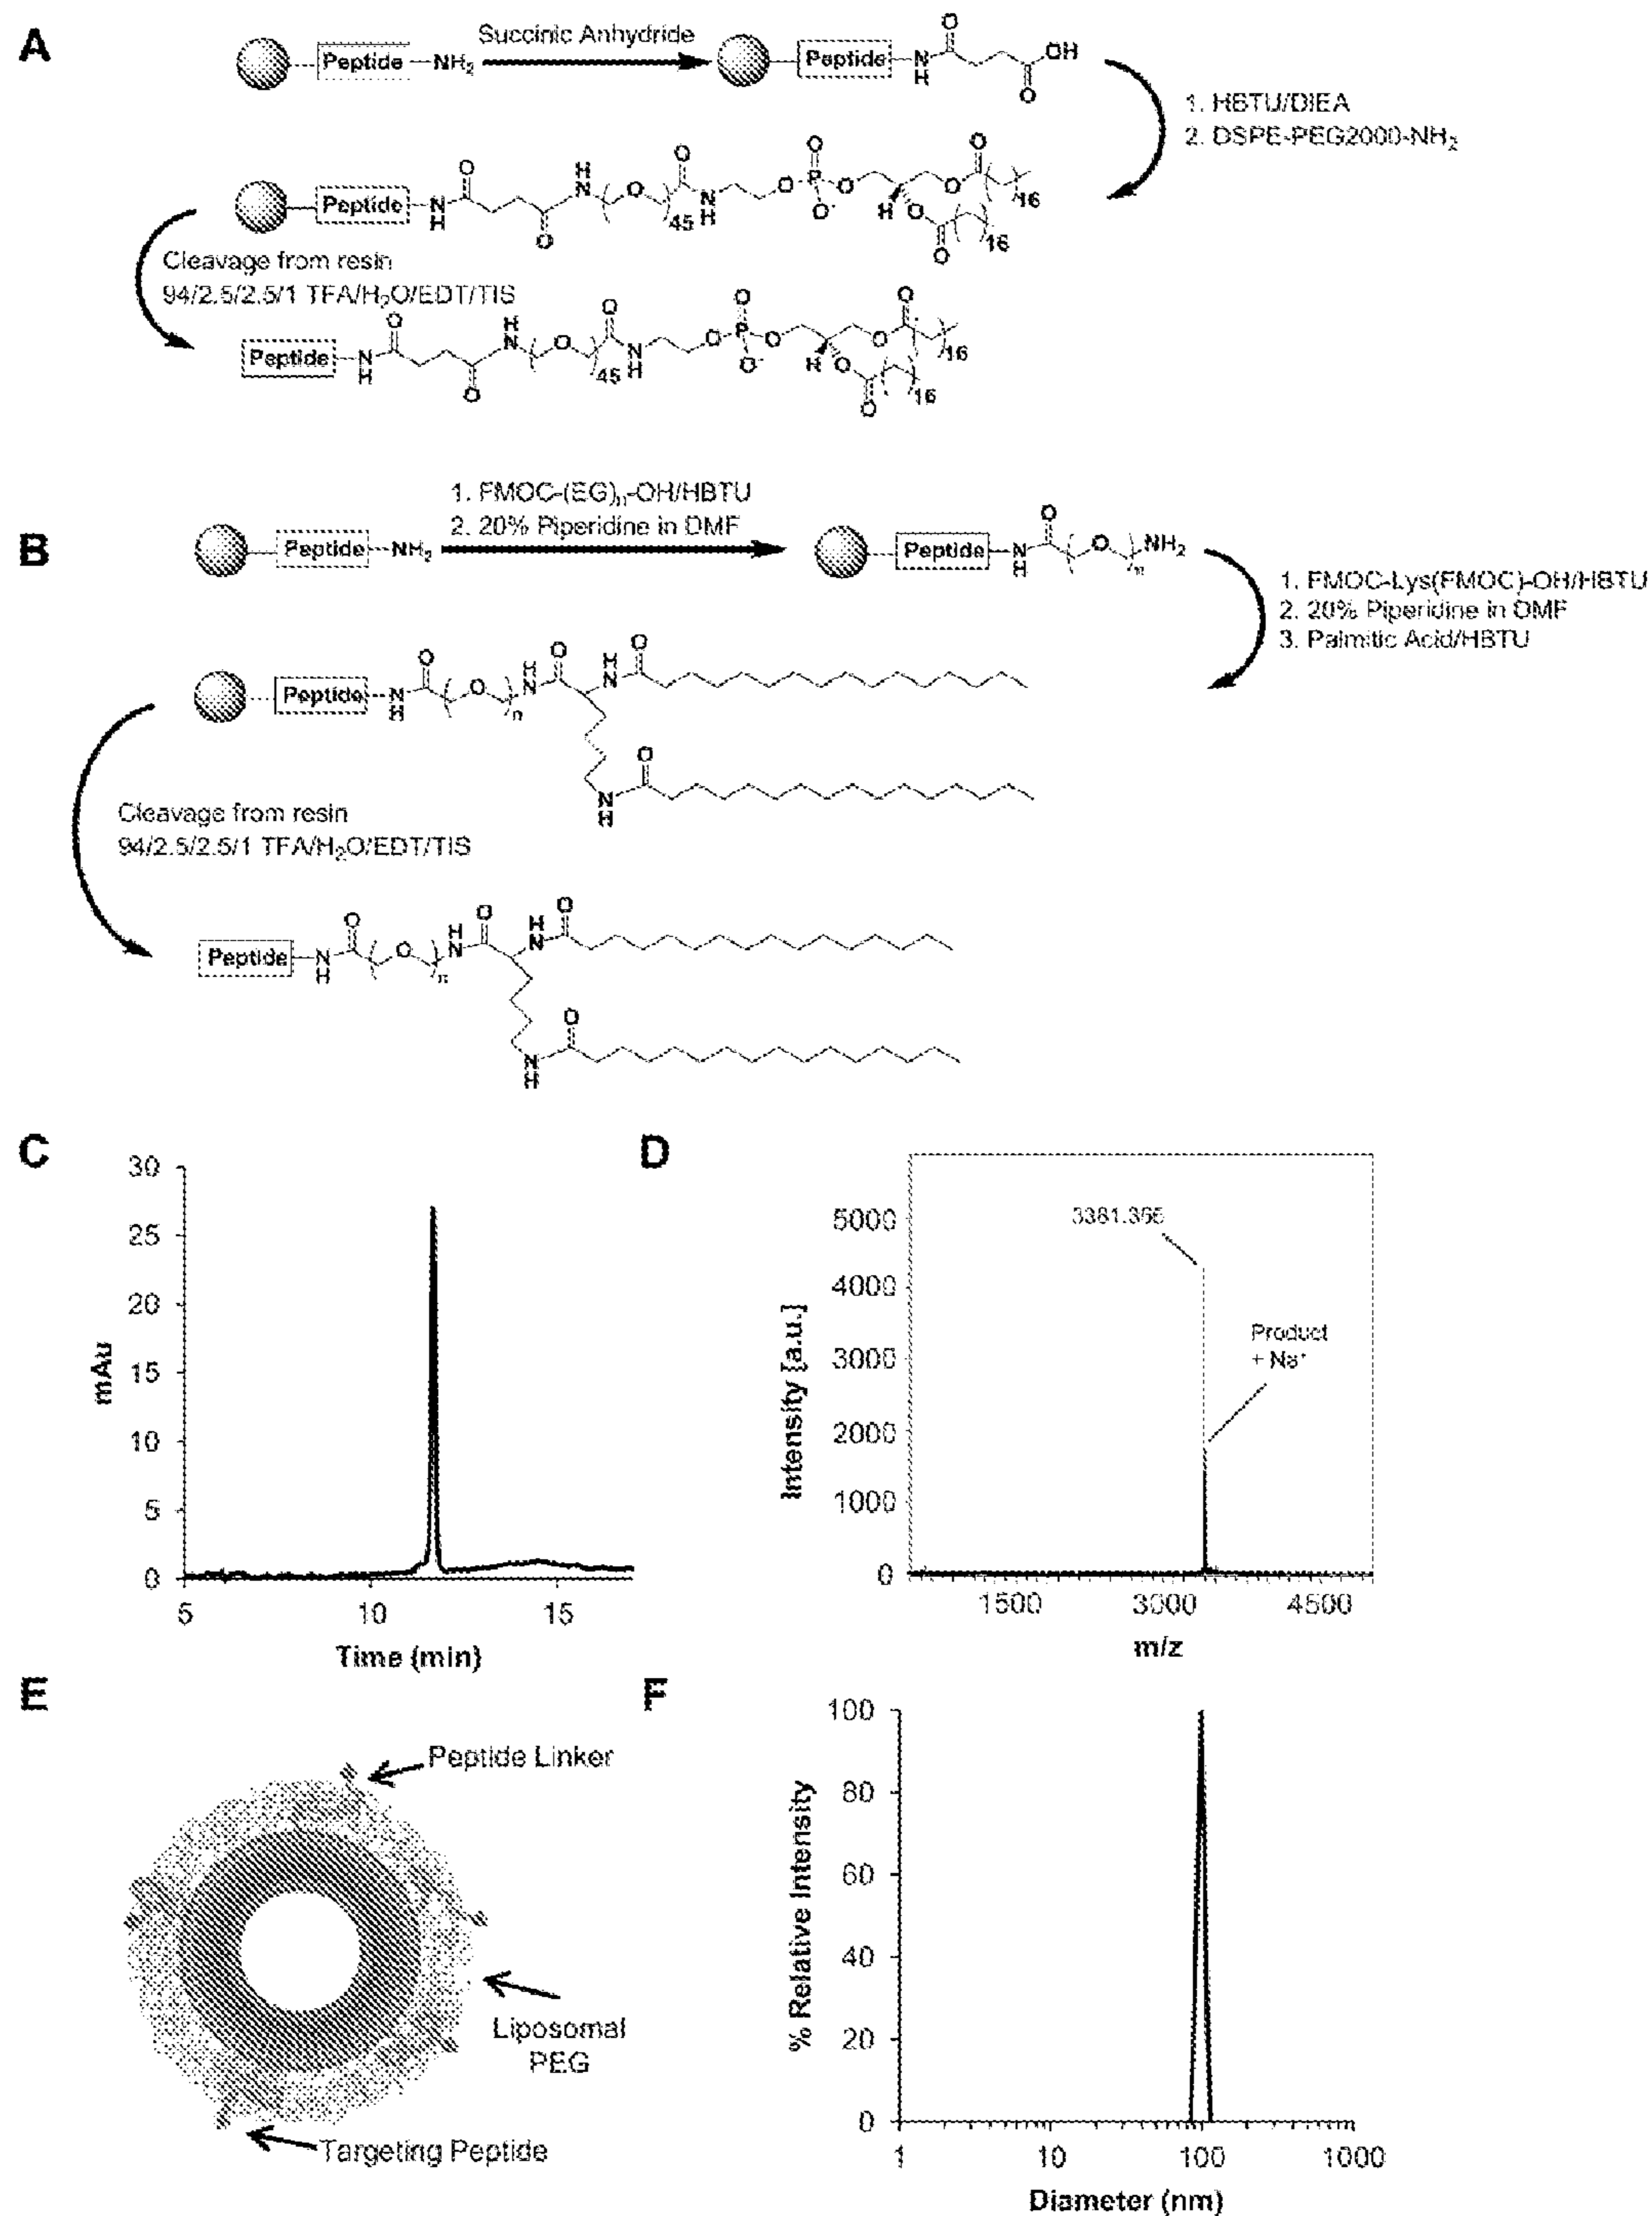 A
Peptide
NH2
Succinic Anhydride
Peptide
N
H
O
O
OH
1. HBTU/DIEA
2. DSPE-PEG2000-NH2
Peptide
N
H
O
O
H
N
O
45
O
N
H
O
O
P
O-
O
H
O
O
O
16
O
16
Cleavage from resin
94/2.5/2.5/1 TFA/H2O/EDT/TIS
Peptide
N
H
O
O
H
N
O
45
O
N
H
O
O
P
O-
O
H
O
O
O
16
O
16
B
1. FMOC-(EG)n-OH/HBTU
2. 20% Piperidine in DMF
Peptide
NH2
Peptide
N
H
O
O
n
NH2
1. FMOC-Lys(FMOC)-OH/HBTU
2. 20% Piperidine in DMF
3. Palmitic Acid/HBTU
Peptide
N
H
O
O
n
H
N
O
H
N
O
O
N
H
Cleavage from resin
94/2.5/2.5/1 TFA/H2O/EDT/TIS
Peptide
N
H
O
O
n
H
N
O
H
N
O
O
N
H
C
30
25
20
15
10
5
0
mAu
5
10
15
Time (min)
D
5000
4000
3000
2000
1000
0
Intensity [a.u.]
Product
+ Na+
1500
3000
4500
m/z
E
Peptide Linker
Liposomal
PEG
Targeting Peptide
F
100
80
60
40
20
0
% Relative Intensity
1
10
100
1000
Diameter (nm)